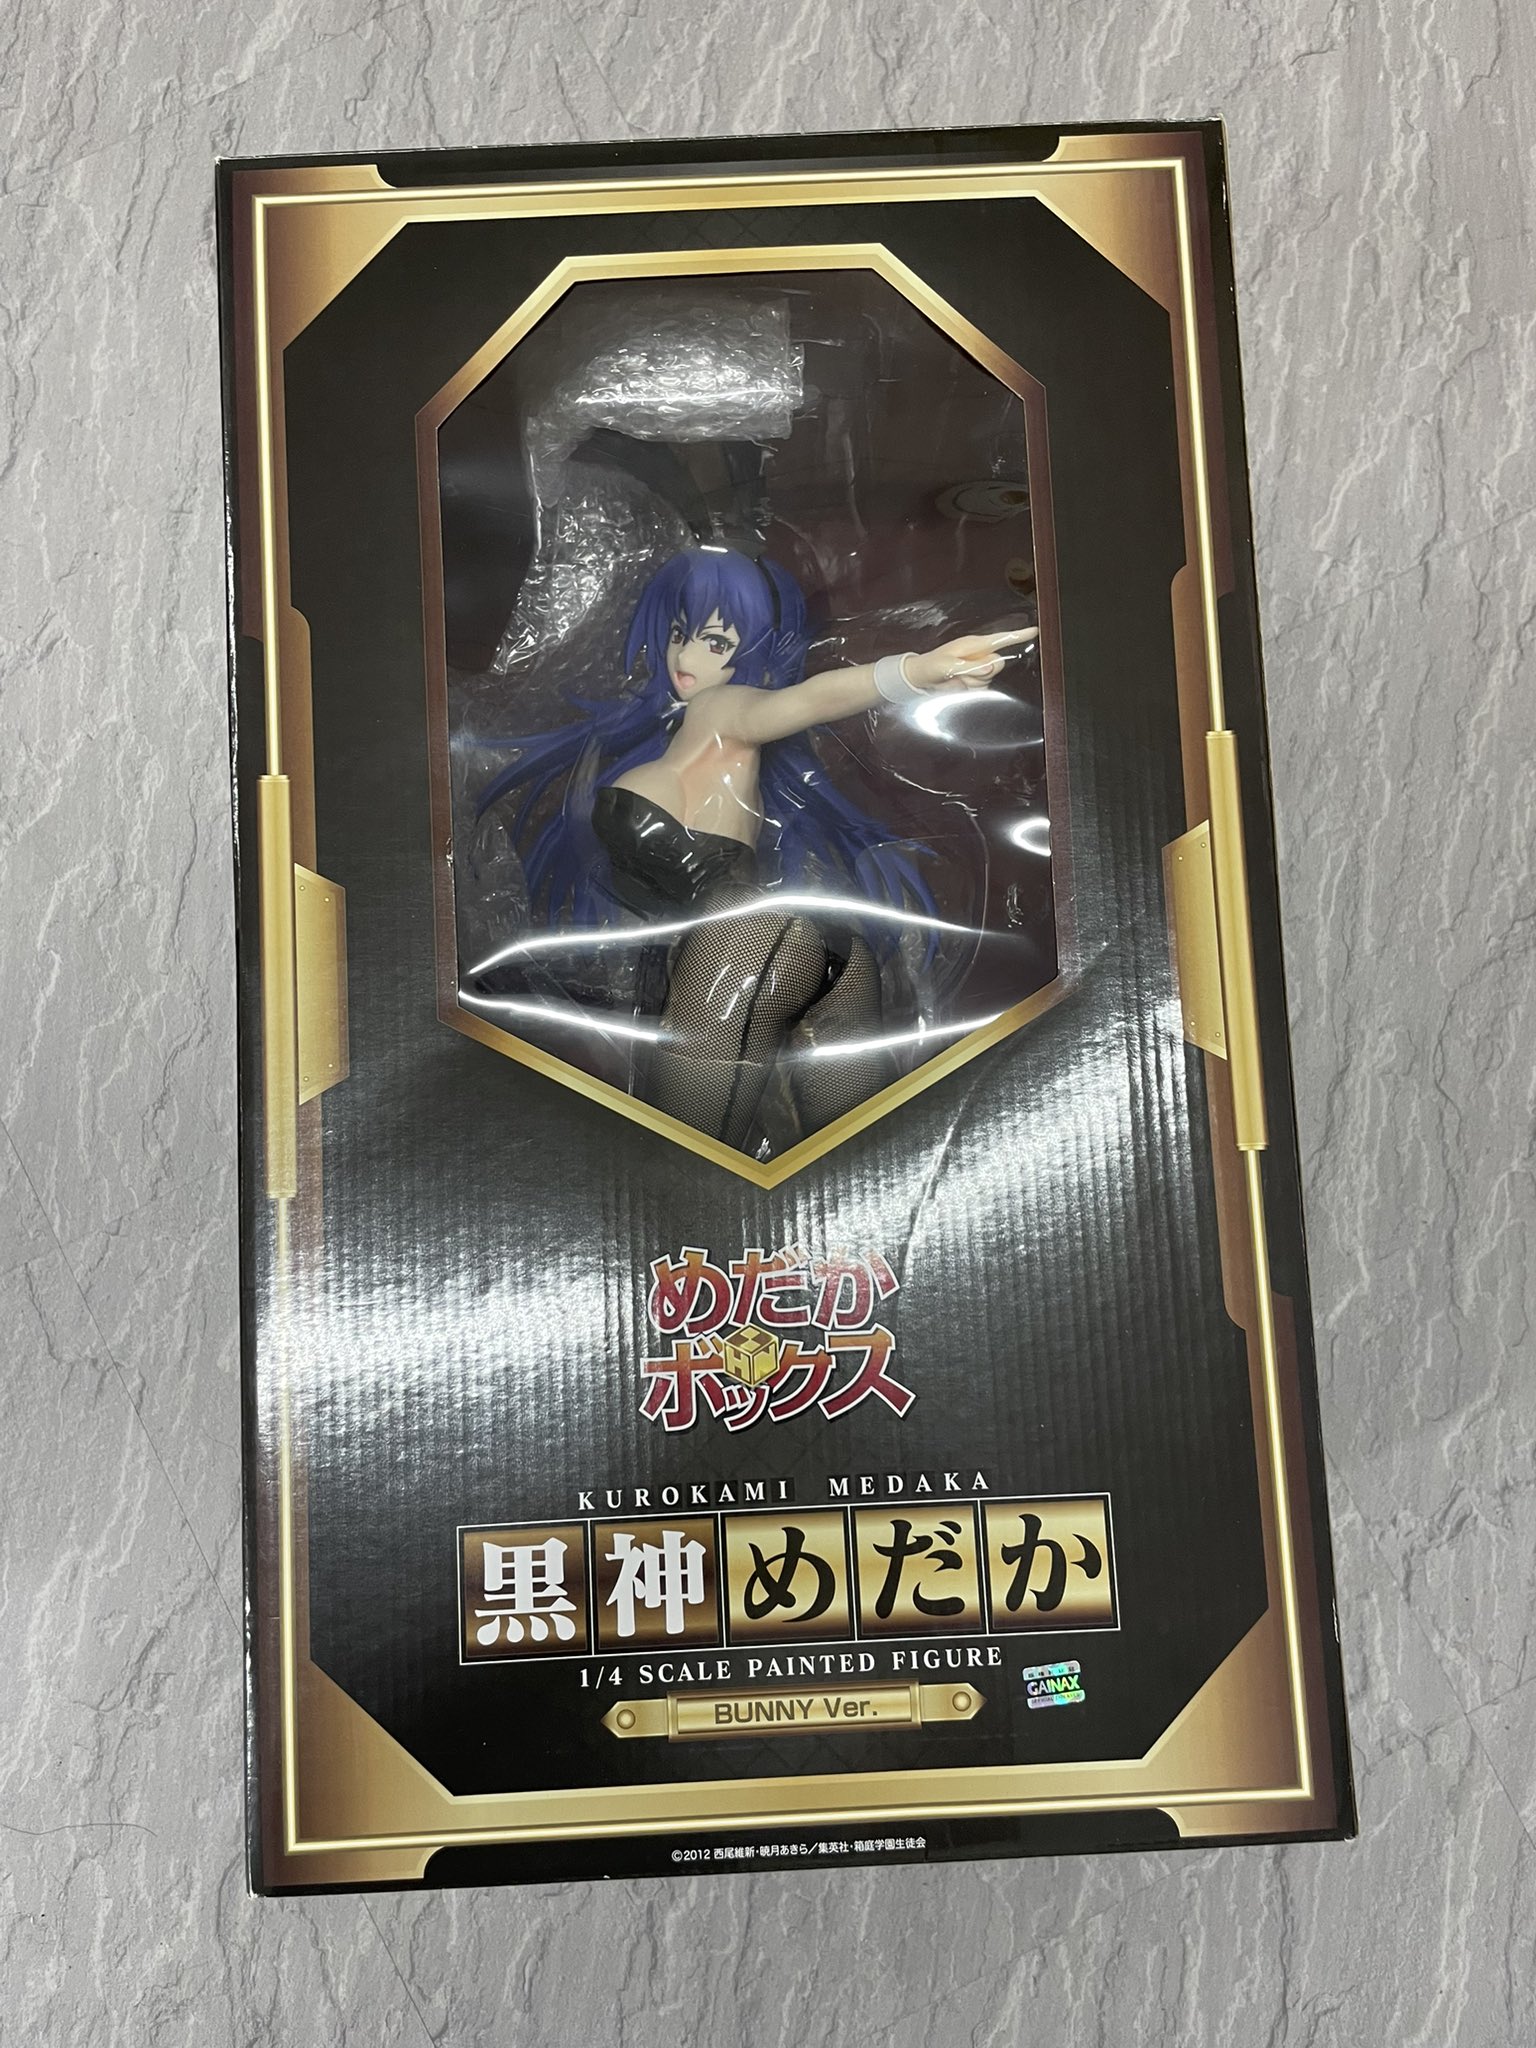 めだか
ボックス
KUROKAMI MEDAKA
黒神めだか
1/4 SCALE PAINTED FIGURE
BUNNY Ver.
GAINAX
©2012 西尾維新・暁月あきら／集英社・箱庭学園生徒会